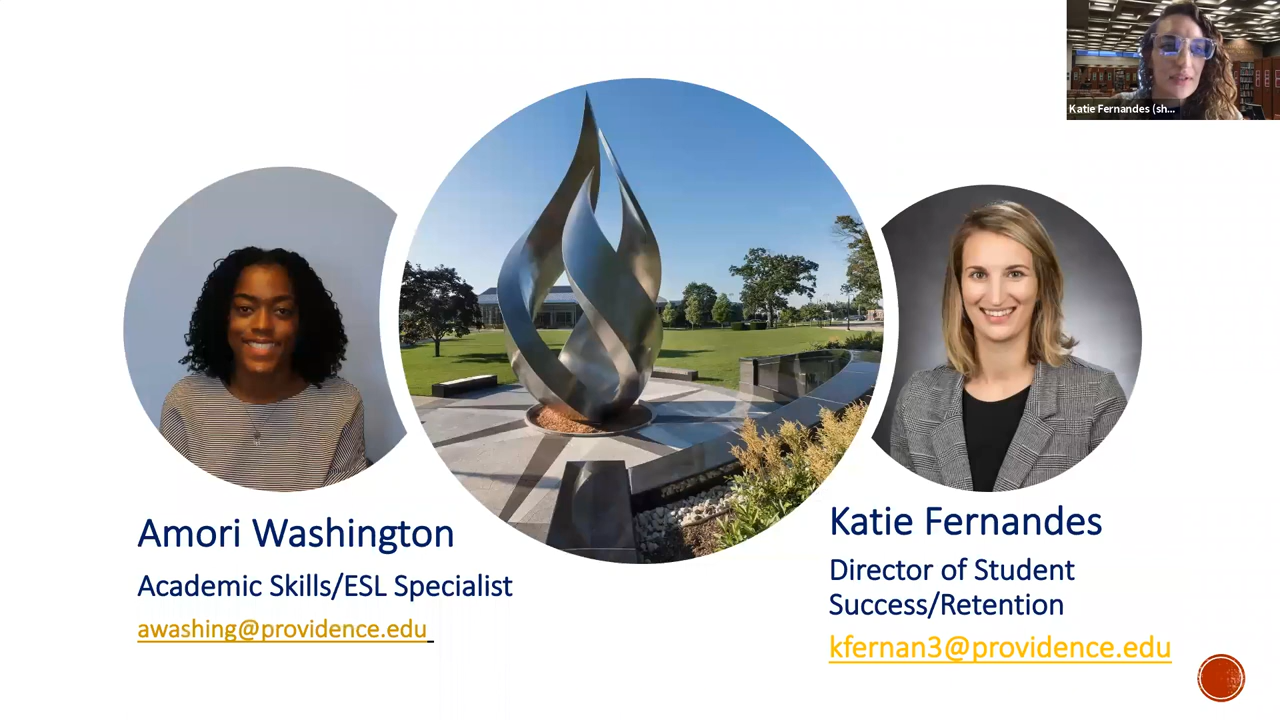 Katie Fernandes (sh...
Amori Washington
Academic Skills/ESL Specialist
awashing@providence.edu
Katie Fernandes
Director of Student
Success/Retention
kfernan3@providence.edu